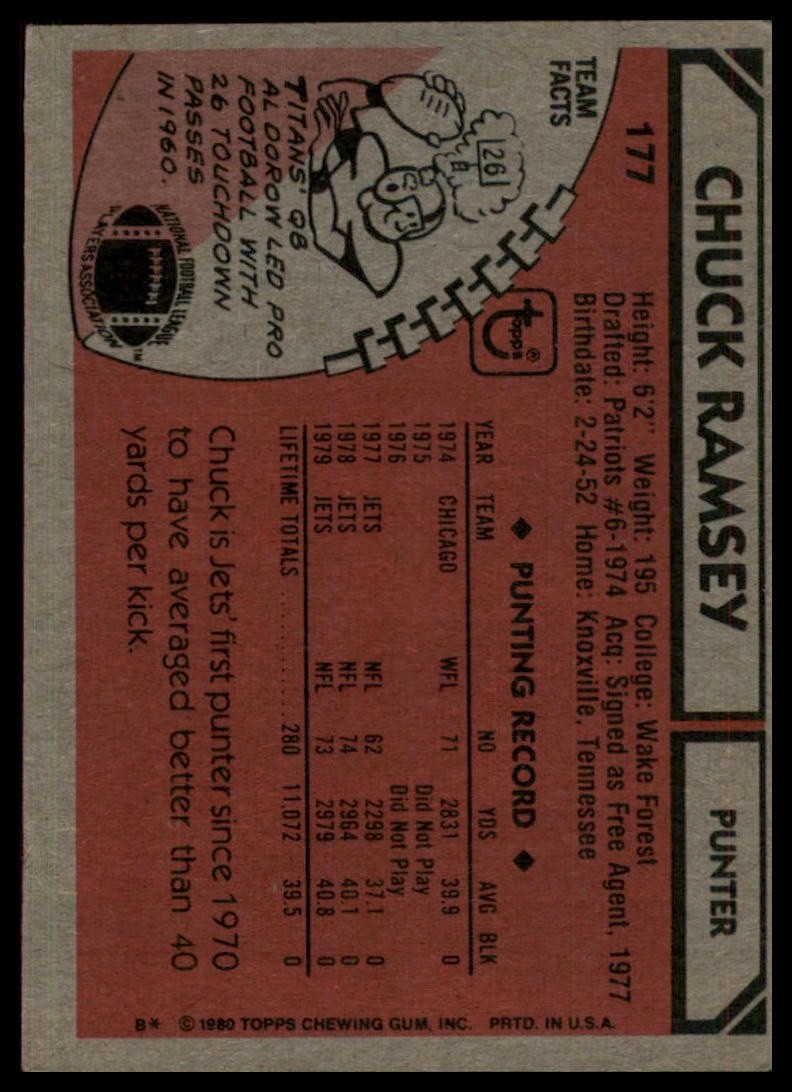 CHUCK RAMSEY
PUNTER
177
Height: 6'2" Weight: 195 College: Wake Forest
Drafted: Patriots #6-1974 Acq: Signed as Free Agent, 1977
Birthdate: 2-24-52 Home: Knoxville, Tennessee
TEAM
FACTS
26
TITANS' QB
AL DOROW LED PRO
FOOTBALL WITH
26 TOUCHDOWN
PASSES
IN 1960.
topps®
NATIONAL FOOTBALL LEAGUE
PLAYERS ASSOCIATION
TM
◆ PUNTING RECORD ◆
YEAR TEAM NO YDS AVG BLK
1974 CHICAGO WFL 71 2831 39.9 0
1975 Did Not Play
1976 Did Not Play
1977 JETS NFL 62 2298 37.1 0
1978 JETS NFL 74 2964 40.1 0
1979 JETS NFL 73 2979 40.8 0
LIFETIME TOTALS .......... 280 11,072 39.5 0
Chuck is Jets' first punter since 1970
to have averaged better than 40
yards per kick.
B* © 1980 TOPPS CHEWING GUM, INC. PRTD. IN U.S.A.